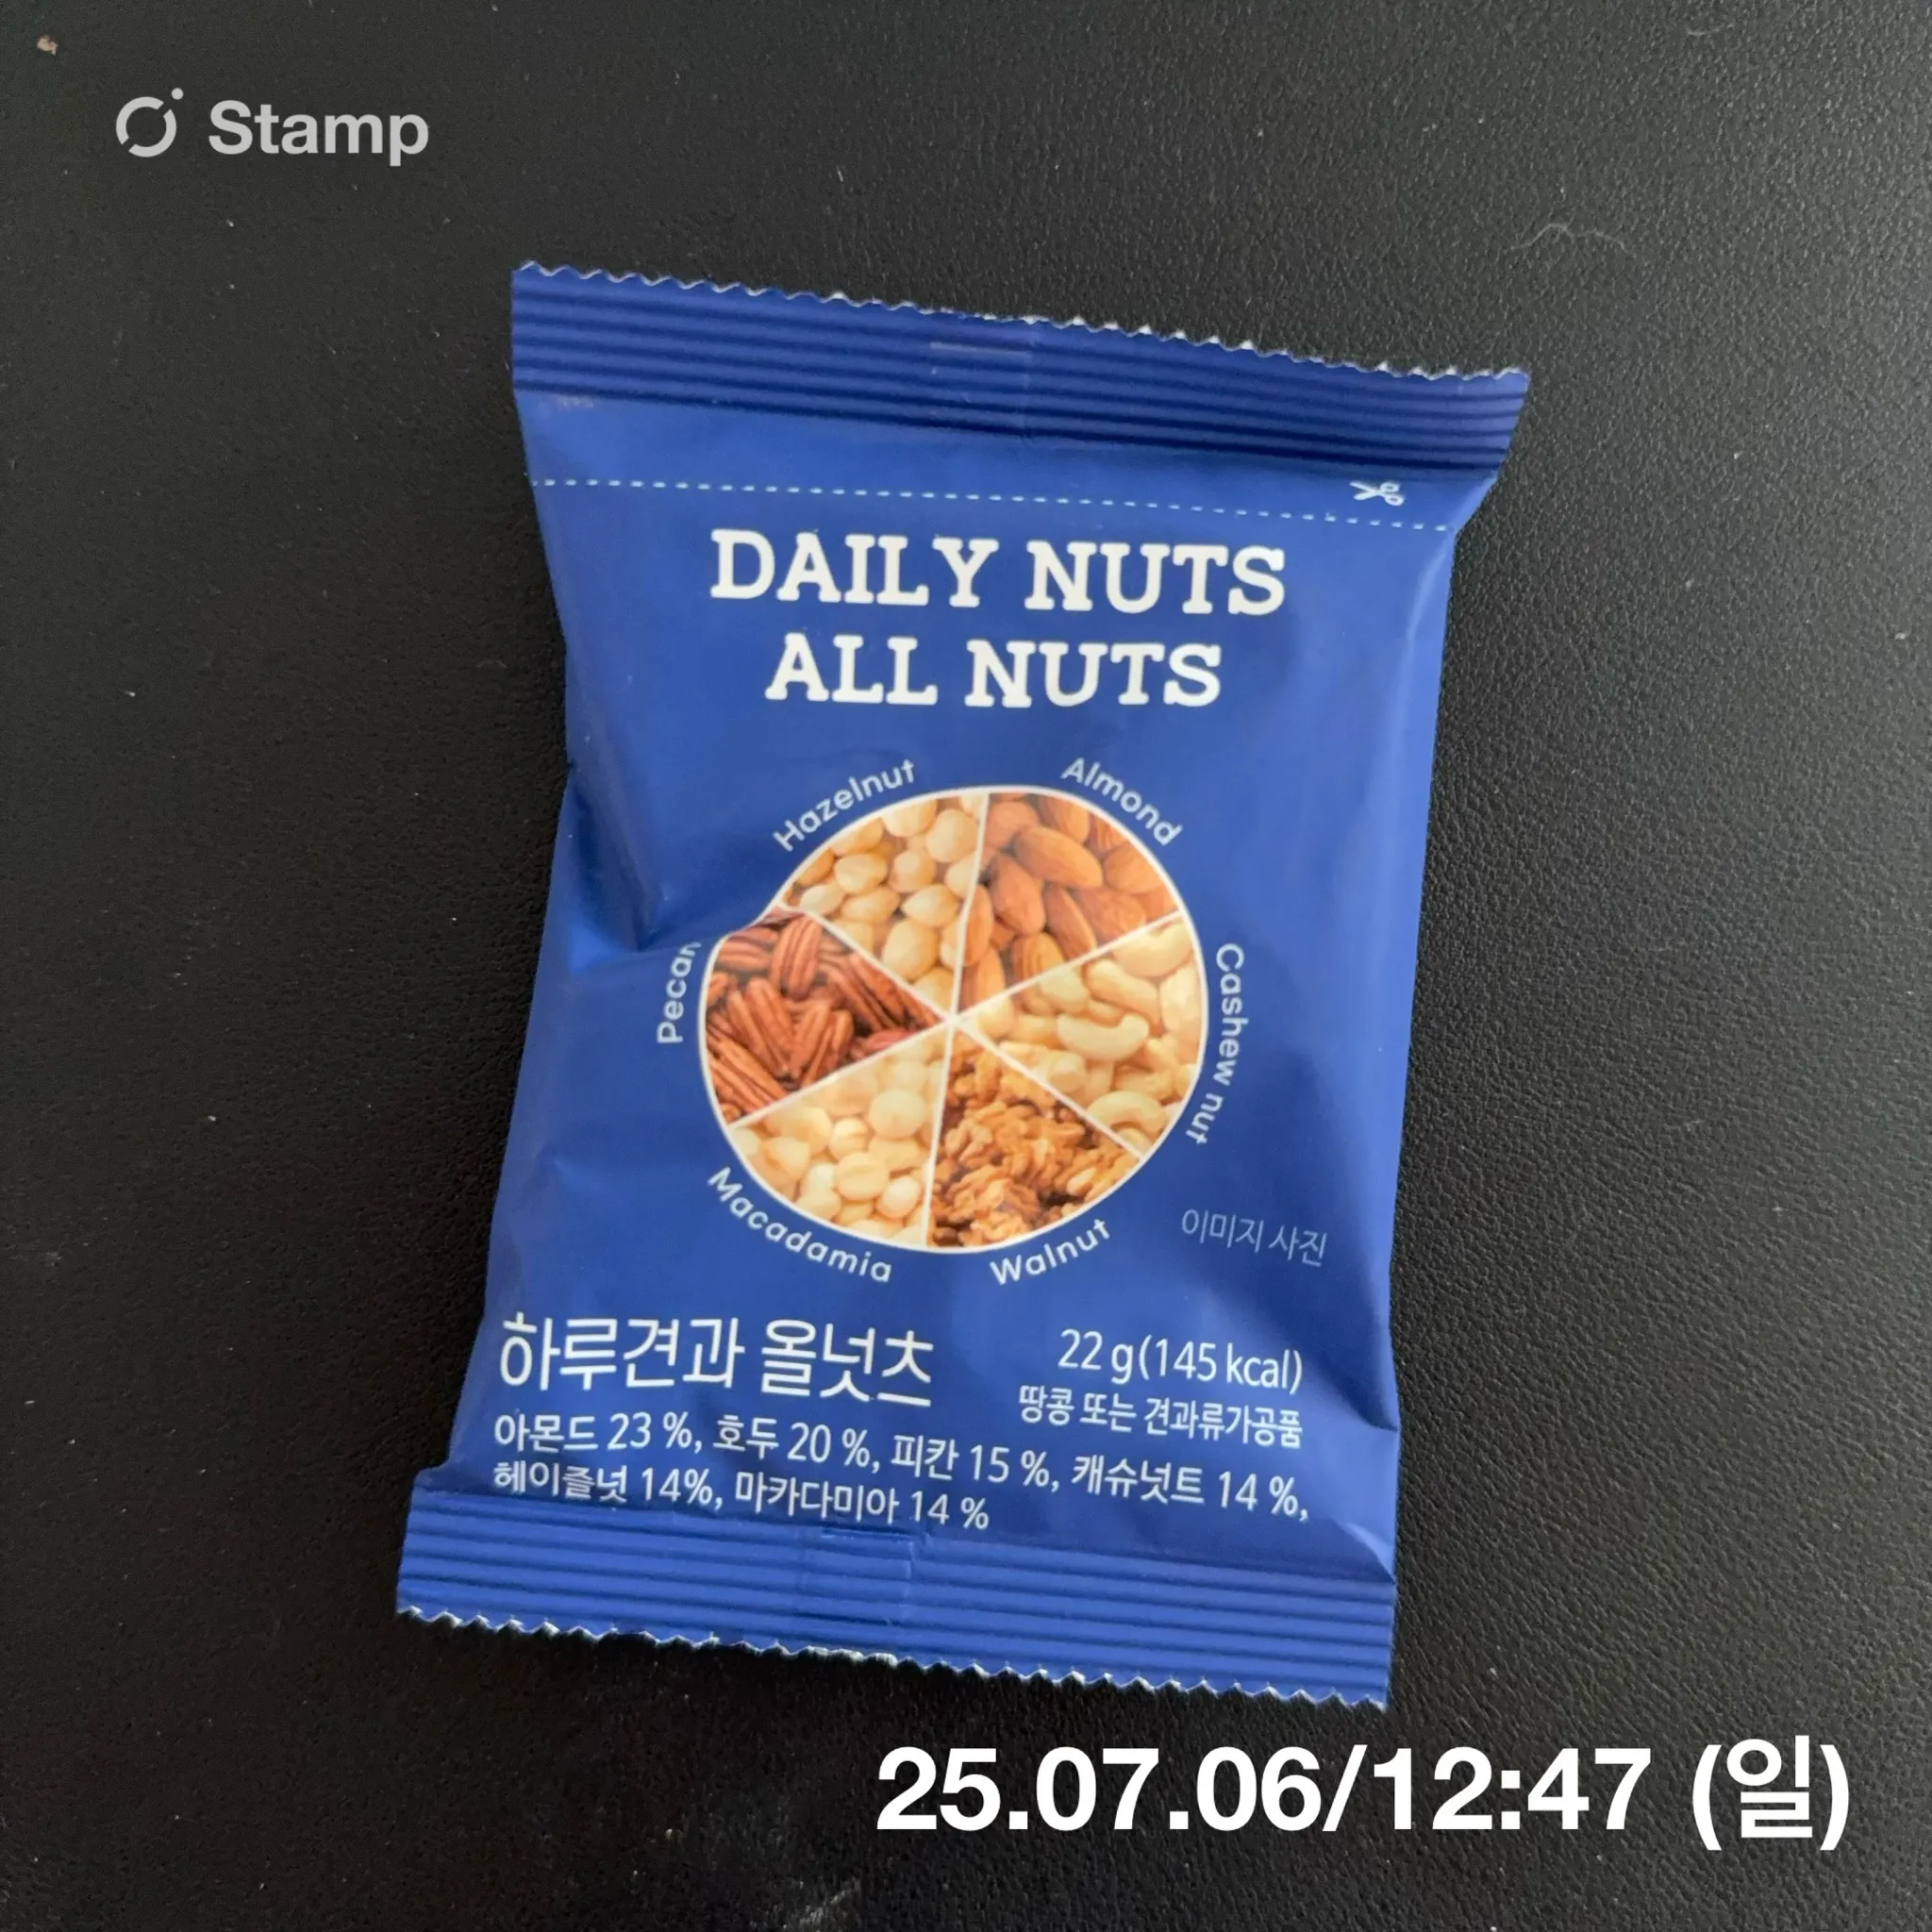 Stamp
DAILY NUTS
ALL NUTS
Hazelnut
Almond
Pecan
Cashew nut
Macadamia
Walnut
이미지 사진
하루견과 올넛츠
22 g(145 kcal)
땅콩 또는 견과류가공품
아몬드 23 %, 호두 20 %, 피칸 15 %, 캐슈넛트 14 %,
헤이즐넛 14%, 마카다미아 14 %
25.07.06/12:47 (일)